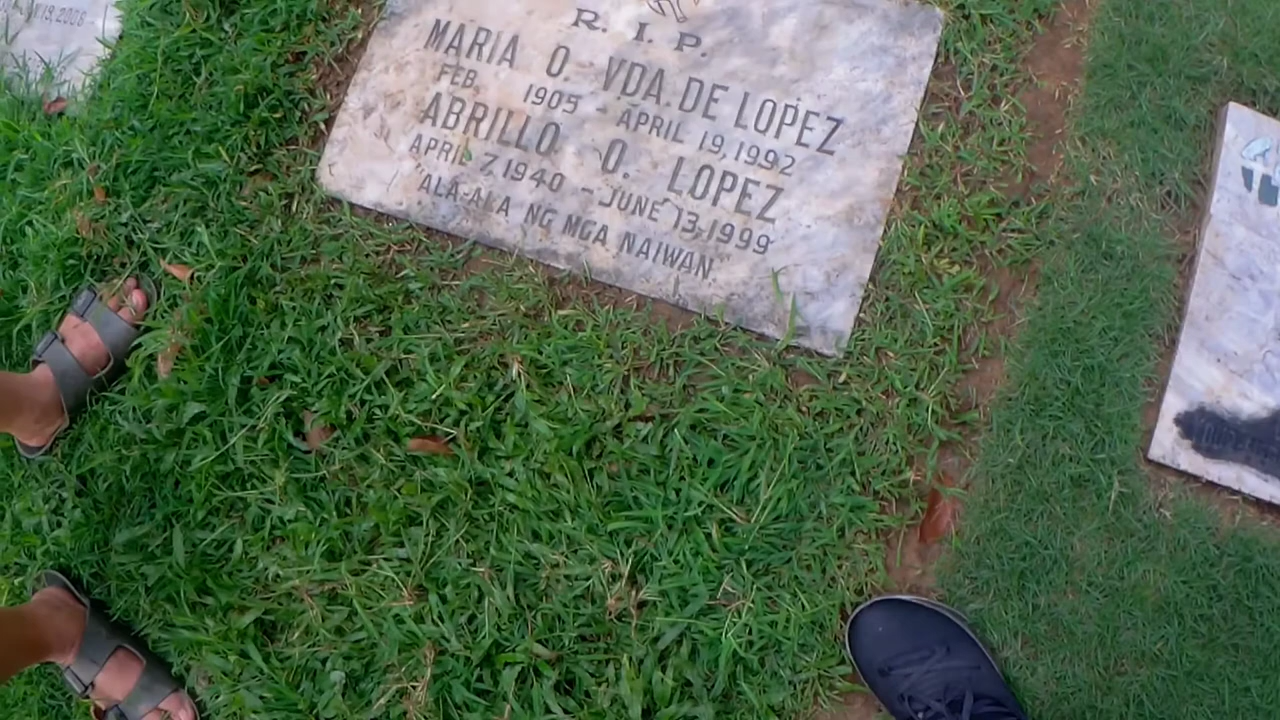 R. I. P.
MARIA O. VDA. DE LOPEZ
FEB. 1905 - APRIL 19, 1992
ABRILLO O. LOPEZ
APRIL 7, 1940 - JUNE 13, 1999
"ALA-ALA NG MGA NAIWAN."